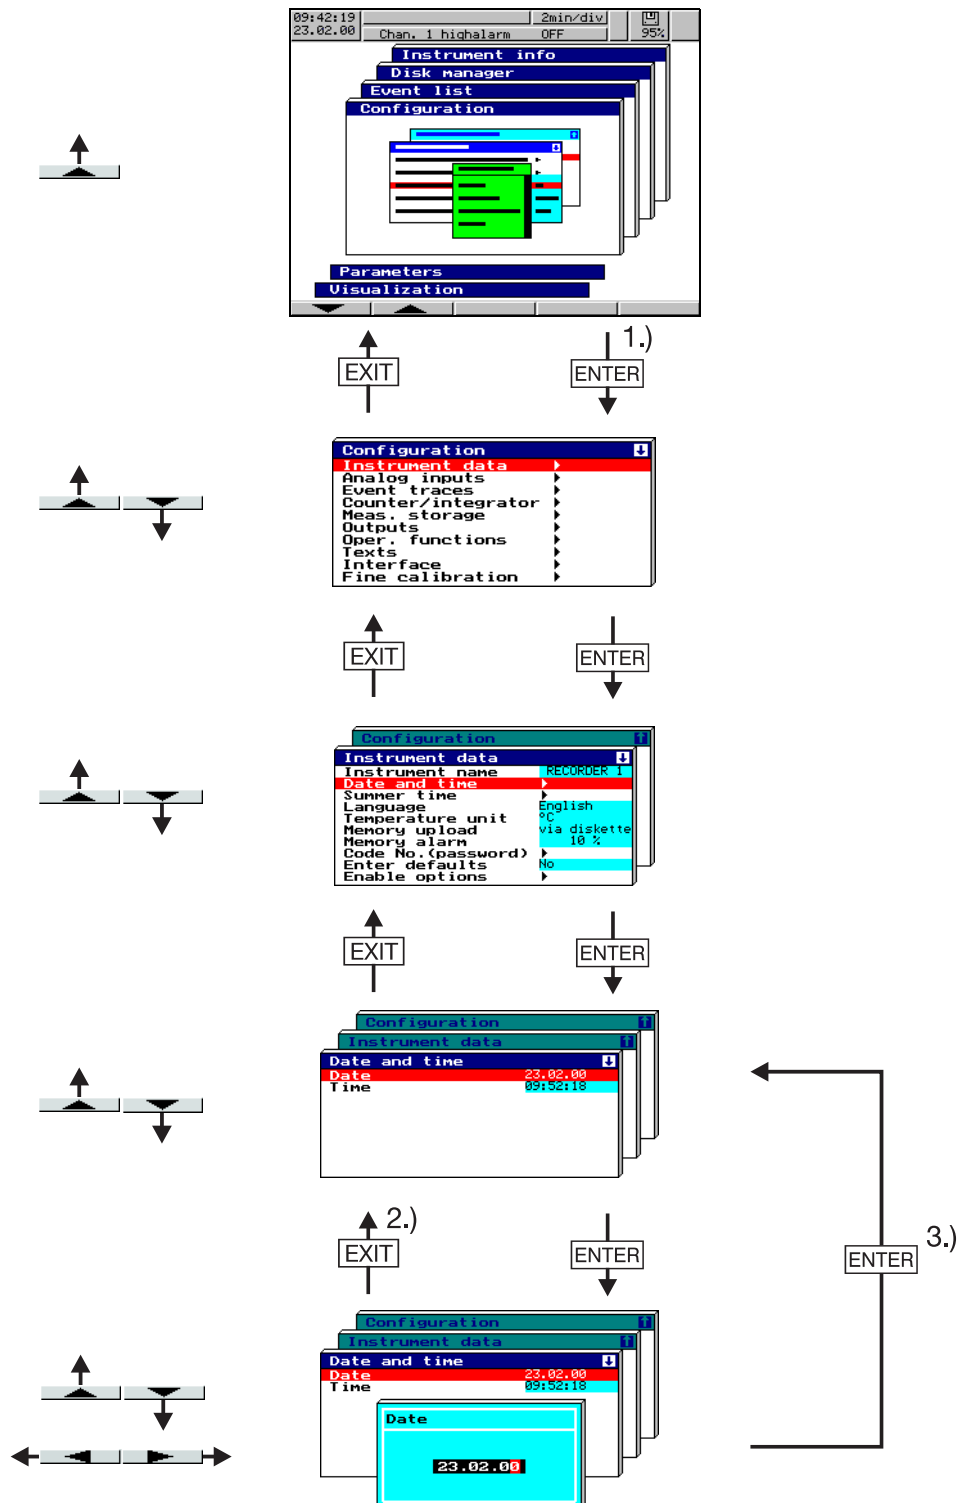 09:42:19 2min/div
23.02.00 Chan. 1 highalarm OFF 95%
Instrument info
Disk manager
Event list
Configuration
Parameters
Visualization
EXIT
1.)
ENTER
Configuration
Instrument data
Analog inputs
Event traces
Counter/integrator
Meas. storage
Outputs
Oper. functions
Texts
Interface
Fine calibration
EXIT
ENTER
Configuration
Instrument data
Instrument name RECORDER 1
Date and time
Summer time
Language English
Temperature unit °C
Memory upload via diskette
Memory alarm 10 %
Code No.(password)
Enter defaults No
Enable options
EXIT
ENTER
Configuration
Instrument data
Date and time
Date 23.02.00
Time 09:52:18
2.)
EXIT
ENTER
3.)
ENTER
Configuration
Instrument data
Date and time
Date 23.02.00
Time 09:52:18
Date
23.02.00